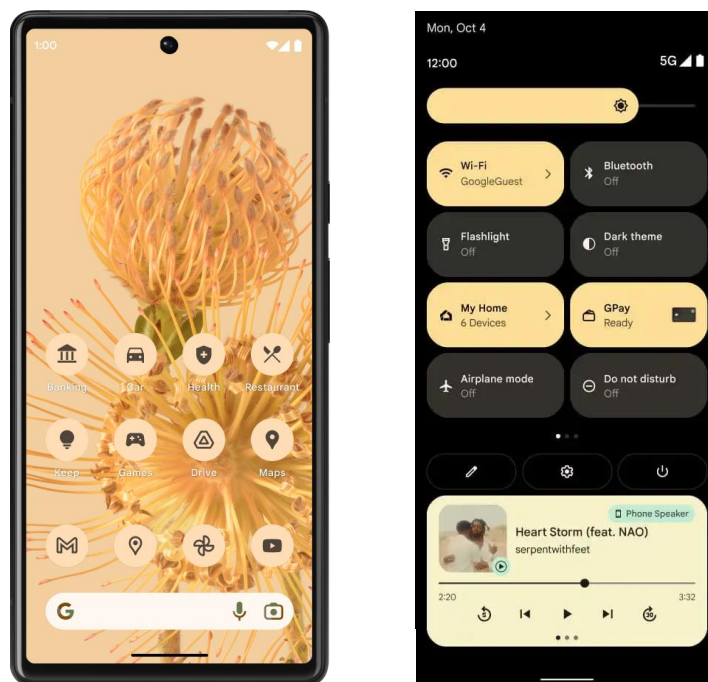 1:00
Banking Car Health Restaurant
Keep Games Drive Maps
G
Mon, Oct 4
12:00 5G
Wi-Fi
GoogleGuest
Bluetooth
Off
Flashlight
Off
Dark theme
Off
My Home
6 Devices
GPay
Ready
Airplane mode
Off
Do not disturb
Off
Phone Speaker
Heart Storm (feat. NAO)
serpentwithfeet
2:20 3:32
5 30